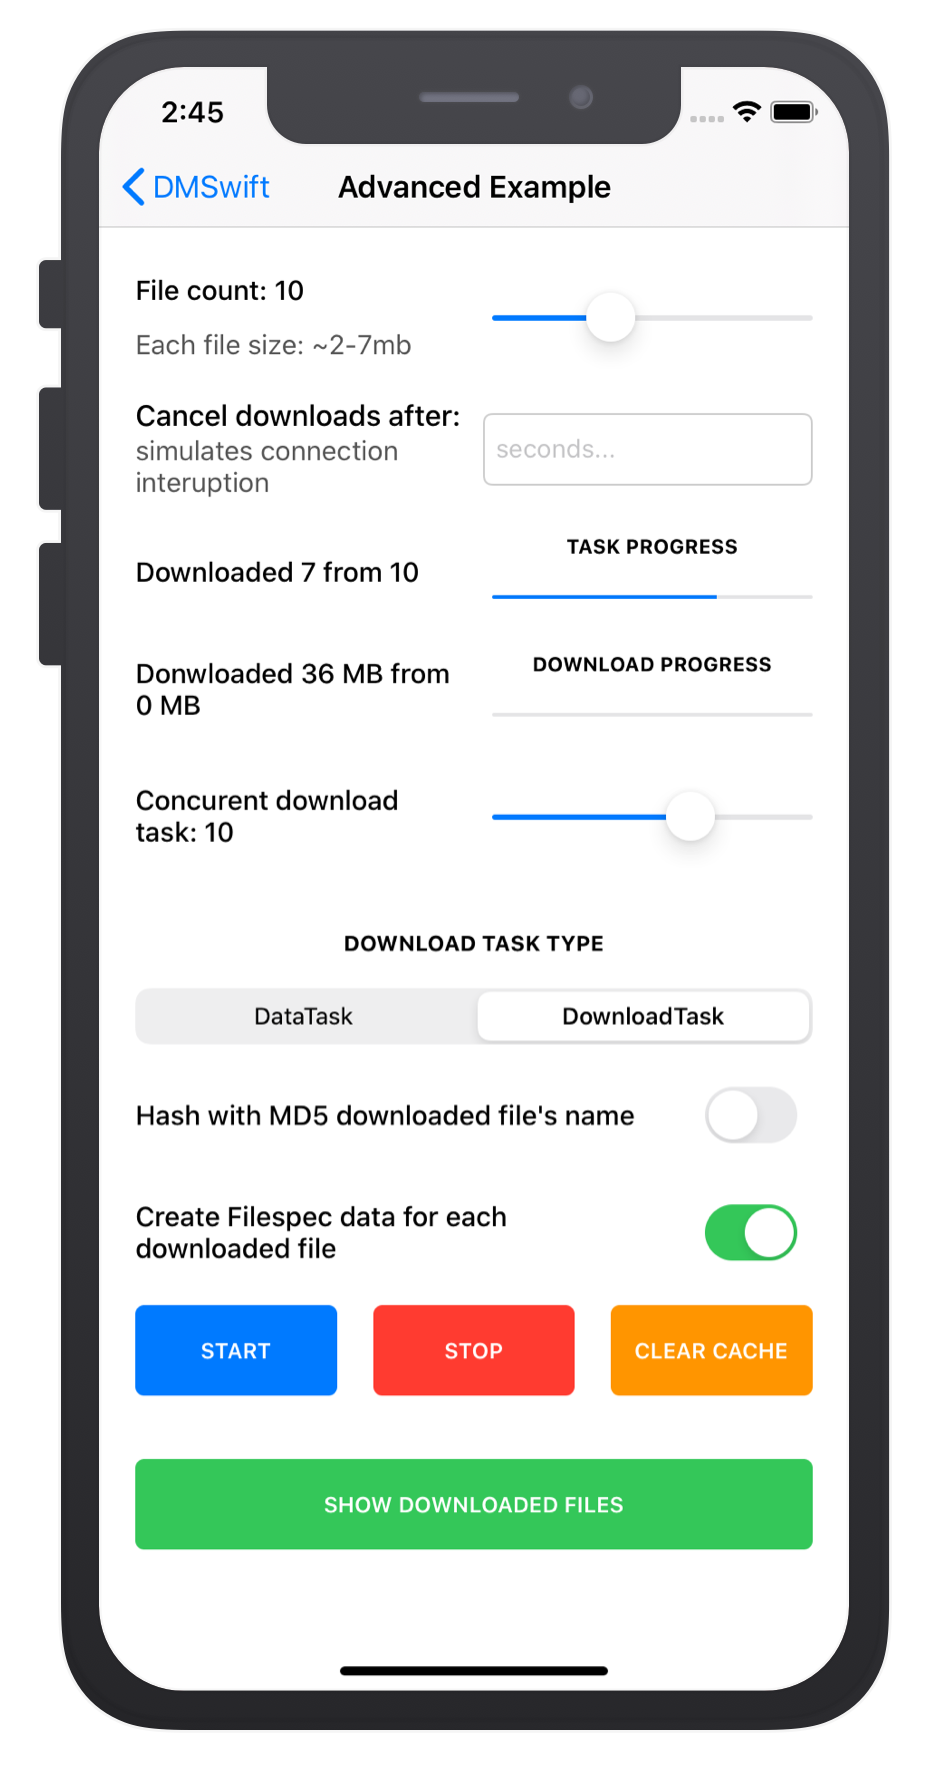 2:45
DMSwift
Advanced Example
File count: 10
Each file size: ~2-7mb
Cancel downloads after:
simulates connection
interuption
seconds...
TASK PROGRESS
Downloaded 7 from 10
DOWNLOAD PROGRESS
Donwloaded 36 MB from
0 MB
Concurent download
task: 10
DOWNLOAD TASK TYPE
DataTask
DownloadTask
Hash with MD5 downloaded file's name
Create Filespec data for each
downloaded file
START
STOP
CLEAR CACHE
SHOW DOWNLOADED FILES